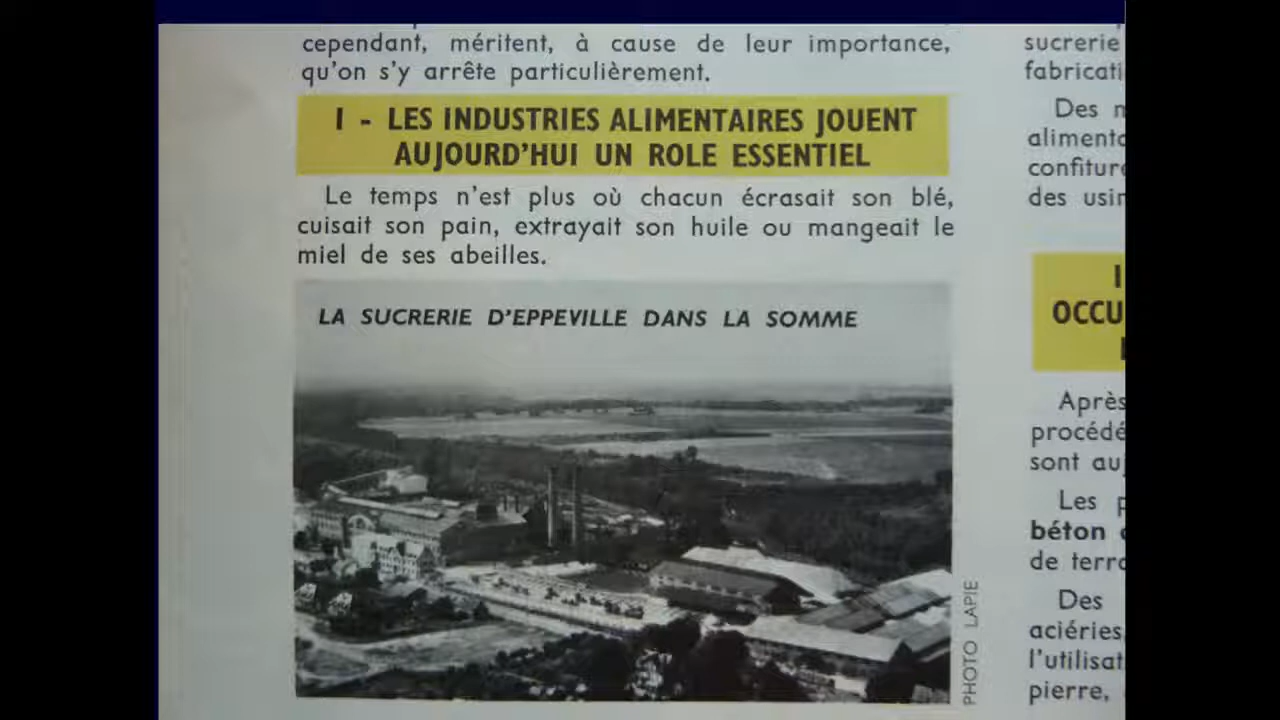 cependant, méritent, à cause de leur importance,
qu'on s'y arrête particulièrement.
I - LES INDUSTRIES ALIMENTAIRES JOUENT
AUJOURD'HUI UN ROLE ESSENTIEL
Le temps n'est plus où chacun écrasait son blé,
cuisait son pain, extrayait son huile ou mangeait le
miel de ses abeilles.
LA SUCRERIE D'EPPEVILLE DANS LA SOMME
PHOTO LAPIE
sucrerie
Des
des
OCCU
Après
procédé
sont
Les
béton
de
Des
aciéries,
pierre,